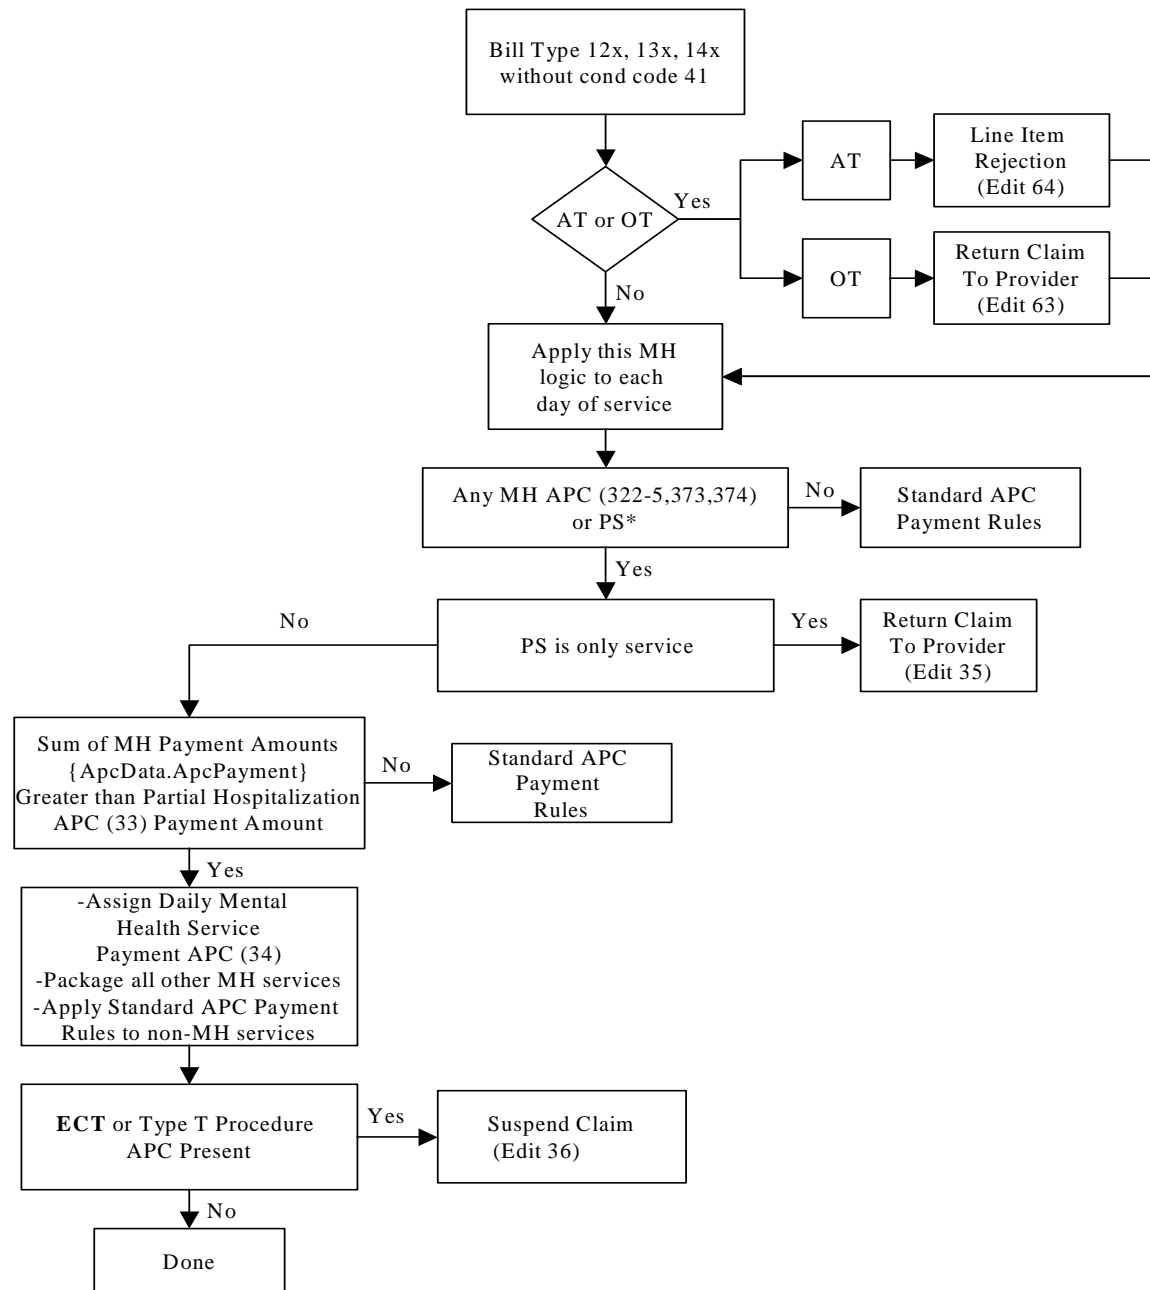 Bill Type 12x, 13x, 14x
without cond code 41
AT or OT
Yes
AT
Line Item
Rejection
(Edit 64)
OT
Return Claim
To Provider
(Edit 63)
No
Apply this MH
logic to each
day of service
Any MH APC (322-5,373,374)
or PS*
No
Standard APC
Payment Rules
Yes
PS is only service
Yes
Return Claim
To Provider
(Edit 35)
No
Sum of MH Payment Amounts
{ApcData.ApcPayment}
Greater than Partial Hospitalization
APC (33) Payment Amount
No
Standard APC
Payment
Rules
Yes
-Assign Daily Mental
Health Service
Payment APC (34)
-Package all other MH services
-Apply Standard APC Payment
Rules to non-MH services
ECT or Type T Procedure
APC Present
Yes
Suspend Claim
(Edit 36)
No
Done